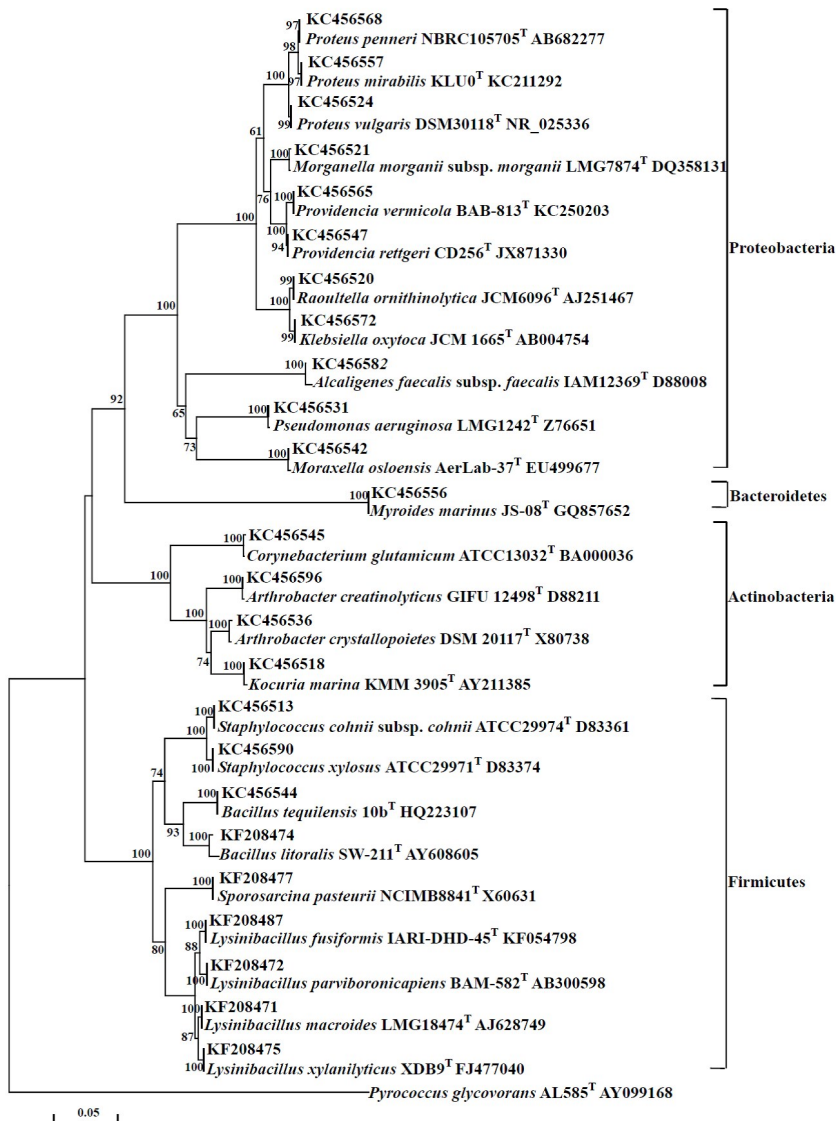 KC456568
97
Proteus penneri NBRC105705T AB682277
98
KC456557
100
97
Proteus mirabilis KLU0T KC211292
KC456524
99
Proteus vulgaris DSM30118T NR_025336
61
KC456521
100
Morganella morganii subsp. morganii LMG7874T DQ358131
76
KC456565
100
Providencia vermicola BAB-813T KC250203
100
100
KC456547
94
Providencia rettgeri CD256T JX871330
Proteobacteria
KC456520
99
Raoultella ornithinolytica JCM6096T AJ251467
100
100
KC456572
99
Klebsiella oxytoca JCM 1665T AB004754
KC456582
100
Alcaligenes faecalis subsp. faecalis IAM12369T D88008
92
65
KC456531
100
Pseudomonas aeruginosa LMG1242T Z76651
73
KC456542
100
Moraxella osloensis AerLab-37T EU499677
KC456556
100
Bacteroidetes
Myroides marinus JS-08T GQ857652
KC456545
100
Corynebacterium glutamicum ATCC13032T BA000036
100
KC456596
100
Arthrobacter creatinolyticus GIFU 12498T D88211
Actinobacteria
100
KC456536
100
Arthrobacter crystallopoietes DSM 20117T X80738
74
KC456518
100
Kocuria marina KMM 3905T AY211385
KC456513
100
Staphylococcus cohnii subsp. cohnii ATCC29974T D83361
100
KC456590
100
Staphylococcus xylosus ATCC29971T D83374
74
KC456544
100
Bacillus tequilensis 10bT HQ223107
93
KF208474
100
Bacillus litoralis SW-211T AY608605
100
KF208477
100
Firmicutes
Sporosarcina pasteurii NCIMB8841T X60631
KF208487
100
Lysinibacillus fusiformis IARI-DHD-45T KF054798
88
80
KF208472
100
Lysinibacillus parviboronicapiens BAM-582T AB300598
KF208471
100
Lysinibacillus macroides LMG18474T AJ628749
87
KF208475
100
Lysinibacillus xylanilyticus XDB9T FJ477040
Pyrococcus glycovorans AL585T AY099168
0.05